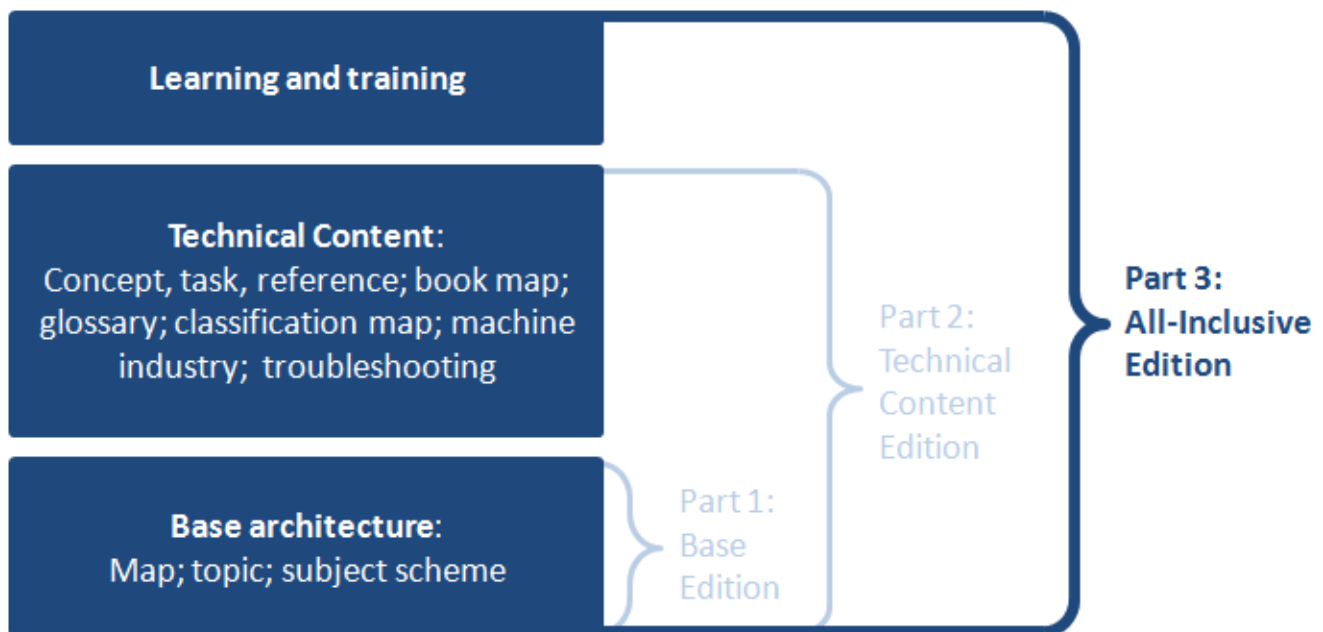 Learning and training
Technical Content:
Concept, task, reference; book map;
glossary; classification map; machine
industry; troubleshooting
Base architecture:
Map; topic; subject scheme
Part 1:
Base
Edition
Part 2:
Technical
Content
Edition
Part 3:
All-Inclusive
Edition